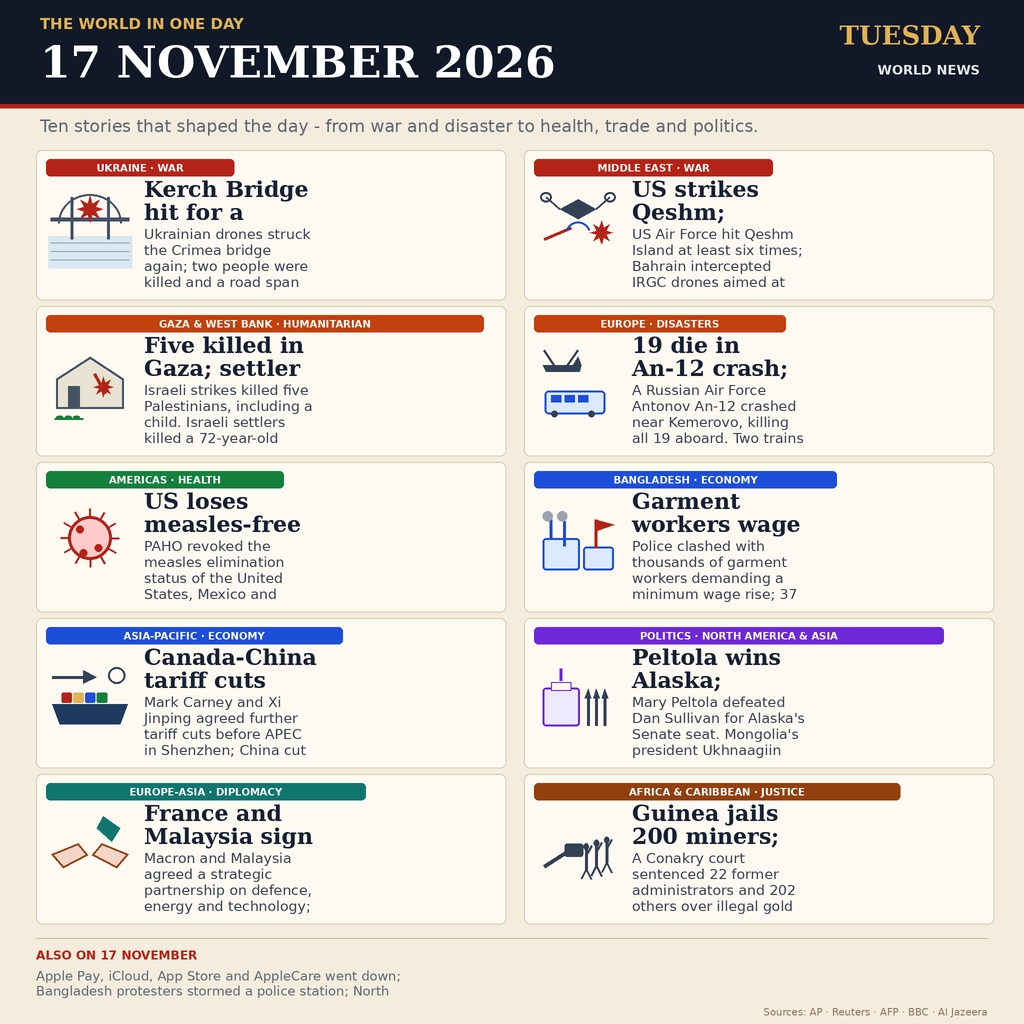 THE WORLD IN ONE DAY
17 NOVEMBER 2026
TUESDAY
WORLD NEWS
Ten stories that shaped the day - from war and disaster to health, trade and politics.
UKRAINE · WAR
Kerch Bridge
hit for a
Ukrainian drones struck
the Crimea bridge
again; two people were
killed and a road span
MIDDLE EAST · WAR
US strikes
Qeshm;
US Air Force hit Qeshm
Island at least six times;
Bahrain intercepted
IRGC drones aimed at
GAZA & WEST BANK · HUMANITARIAN
Five killed in
Gaza; settler
Israeli strikes killed five
Palestinians, including a
child. Israeli settlers
killed a 72-year-old
EUROPE · DISASTERS
19 die in
An-12 crash;
A Russian Air Force
Antonov An-12 crashed
near Kemerovo, killing
all 19 aboard. Two trains
AMERICAS · HEALTH
US loses
measles-free
PAHO revoked the
measles elimination
status of the United
States, Mexico and
BANGLADESH · ECONOMY
Garment
workers wage
Police clashed with
thousands of garment
workers demanding a
minimum wage rise; 37
ASIA-PACIFIC · ECONOMY
Canada-China
tariff cuts
Mark Carney and Xi
Jinping agreed further
tariff cuts before APEC
in Shenzhen; China cut
POLITICS · NORTH AMERICA & ASIA
Peltola wins
Alaska;
Mary Peltola defeated
Dan Sullivan for Alaska's
Senate seat. Mongolia's
president Ukhnaagiin
EUROPE-ASIA · DIPLOMACY
France and
Malaysia sign
Macron and Malaysia
agreed a strategic
partnership on defence,
energy and technology;
AFRICA & CARIBBEAN · JUSTICE
Guinea jails
200 miners;
A Conakry court
sentenced 22 former
administrators and 202
others over illegal gold
ALSO ON 17 NOVEMBER
Apple Pay, iCloud, App Store and AppleCare went down;
Bangladesh protesters stormed a police station; North
Sources: AP · Reuters · AFP · BBC · Al Jazeera